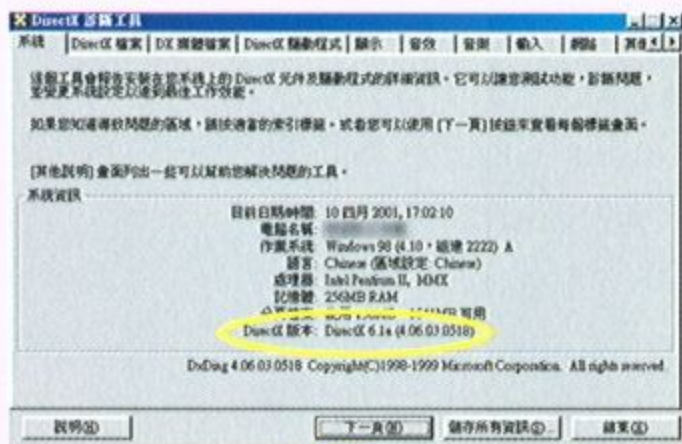 DirectX 診斷工具
系統 DirectX 檔案 DX 媒體檔案 DirectX 驅動程式 顯示 音效 音樂 輸入 網路 其他
這個工具會報告安裝在您系統上的 DirectX 元件及驅動程式的詳細資訊。它可以讓您測試功能,診斷問題,
並變更系統設定以達到最佳工作效能。
如果您知道導致問題的區域,請按適當的索引標籤。或者您可以使用 [下一頁] 按鈕來查看每個標籤畫面。
[其他說明] 畫面列出一些可以幫助您解決問題的工具。
系統資訊
目前日期/時間: 10 四月 2001, 17:02:10
電腦名稱:
作業系統: Windows 98 (4.10,組建 2222) A
語言: Chinese (區域設定: Chinese)
處理器: Intel Pentium II, MMX
記憶體: 256MB RAM
可用
DirectX 版本: DirectX 6.1a (4.06.03.0518)
DxDiag 4.06.03.0518 Copyright(C)1998-1999 Microsoft Corporation. All rights reserved.
說明(H) 下一頁(N) 儲存所有資訊(S)... 結束(X)